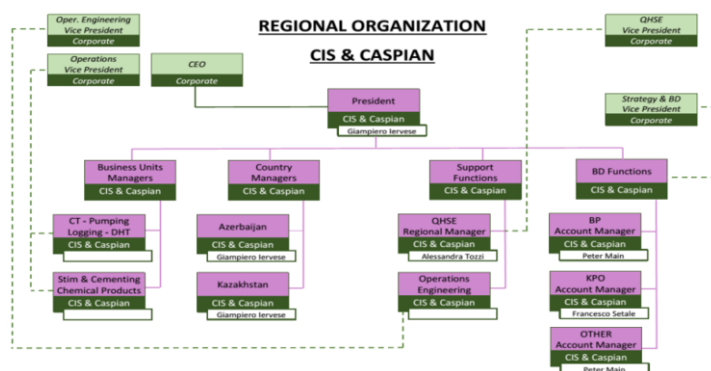 REGIONAL ORGANIZATION
CIS & CASPIAN
Oper. Engineering
Vice President
Corporate
Operations
Vice President
Corporate
CEO
Corporate
QHSE
Vice President
Corporate
Strategy & BD
Vice President
Corporate
President
CIS & Caspian
Giampiero Iervese
Business Units
Managers
CIS & Caspian
Country
Managers
CIS & Caspian
Support
Functions
CIS & Caspian
BD Functions
CIS & Caspian
CT - Pumping
Logging - DHT
CIS & Caspian
Azerbaijan
CIS & Caspian
Giampiero Iervese
QHSE
Regional Manager
CIS & Caspian
Alessandra Tozzi
BP
Account Manager
CIS & Caspian
Peter Main
Stim & Cementing
Chemical Products
CIS & Caspian
Kazakhstan
CIS & Caspian
Giampiero Iervese
Operations
Engineering
CIS & Caspian
KPO
Account Manager
CIS & Caspian
Francesco Setale
OTHER
Account Manager
CIS & Caspian
Peter Main